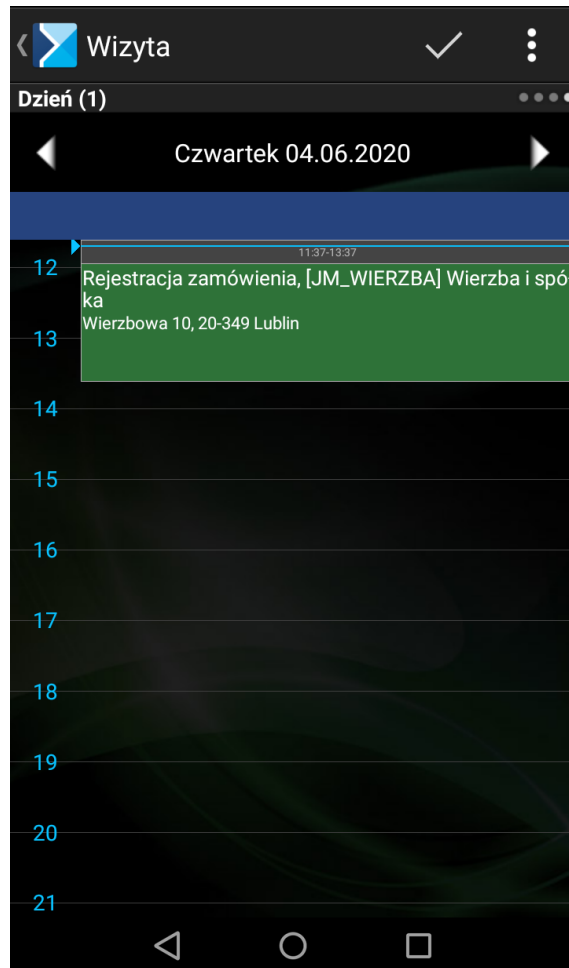 Wizyta
Dzień (1)
Czwartek 04.06.2020
11:37-13:37
12
Rejestracja zamówienia, [JM_WIERZBA] Wierzba i spó
ka
Wierzbowa 10, 20-349 Lublin
13
14
15
16
17
18
19
20
21